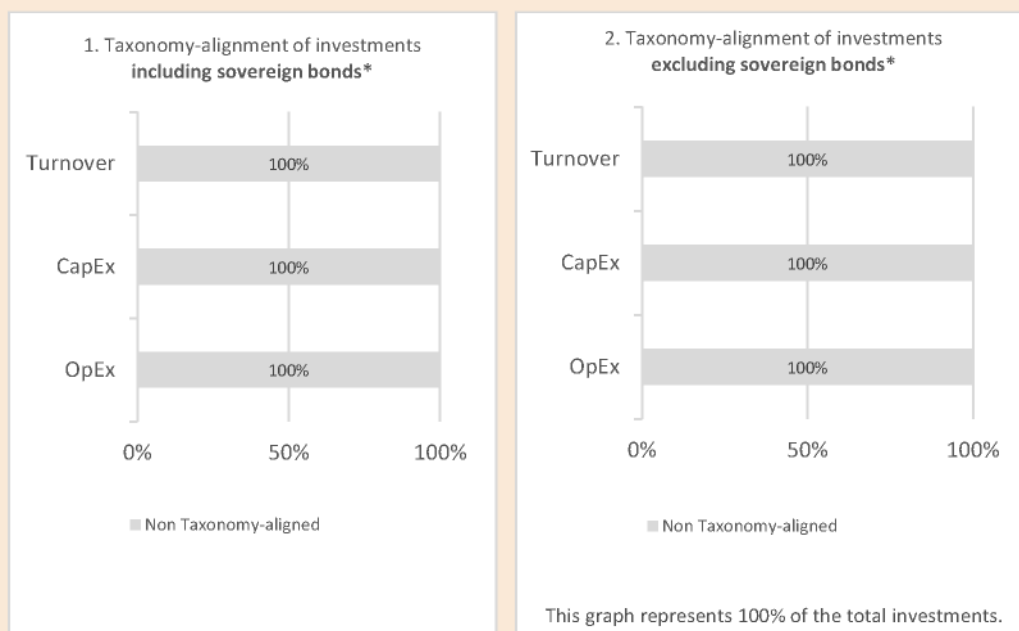 1. Taxonomy-alignment of investments
including sovereign bonds*
Turnover
100%
CapEx
100%
OpEx
100%
0%
50%
100%
Non Taxonomy-aligned
2. Taxonomy-alignment of investments
excluding sovereign bonds*
Turnover
100%
CapEx
100%
OpEx
100%
0%
50%
100%
Non Taxonomy-aligned
This graph represents 100% of the total investments.